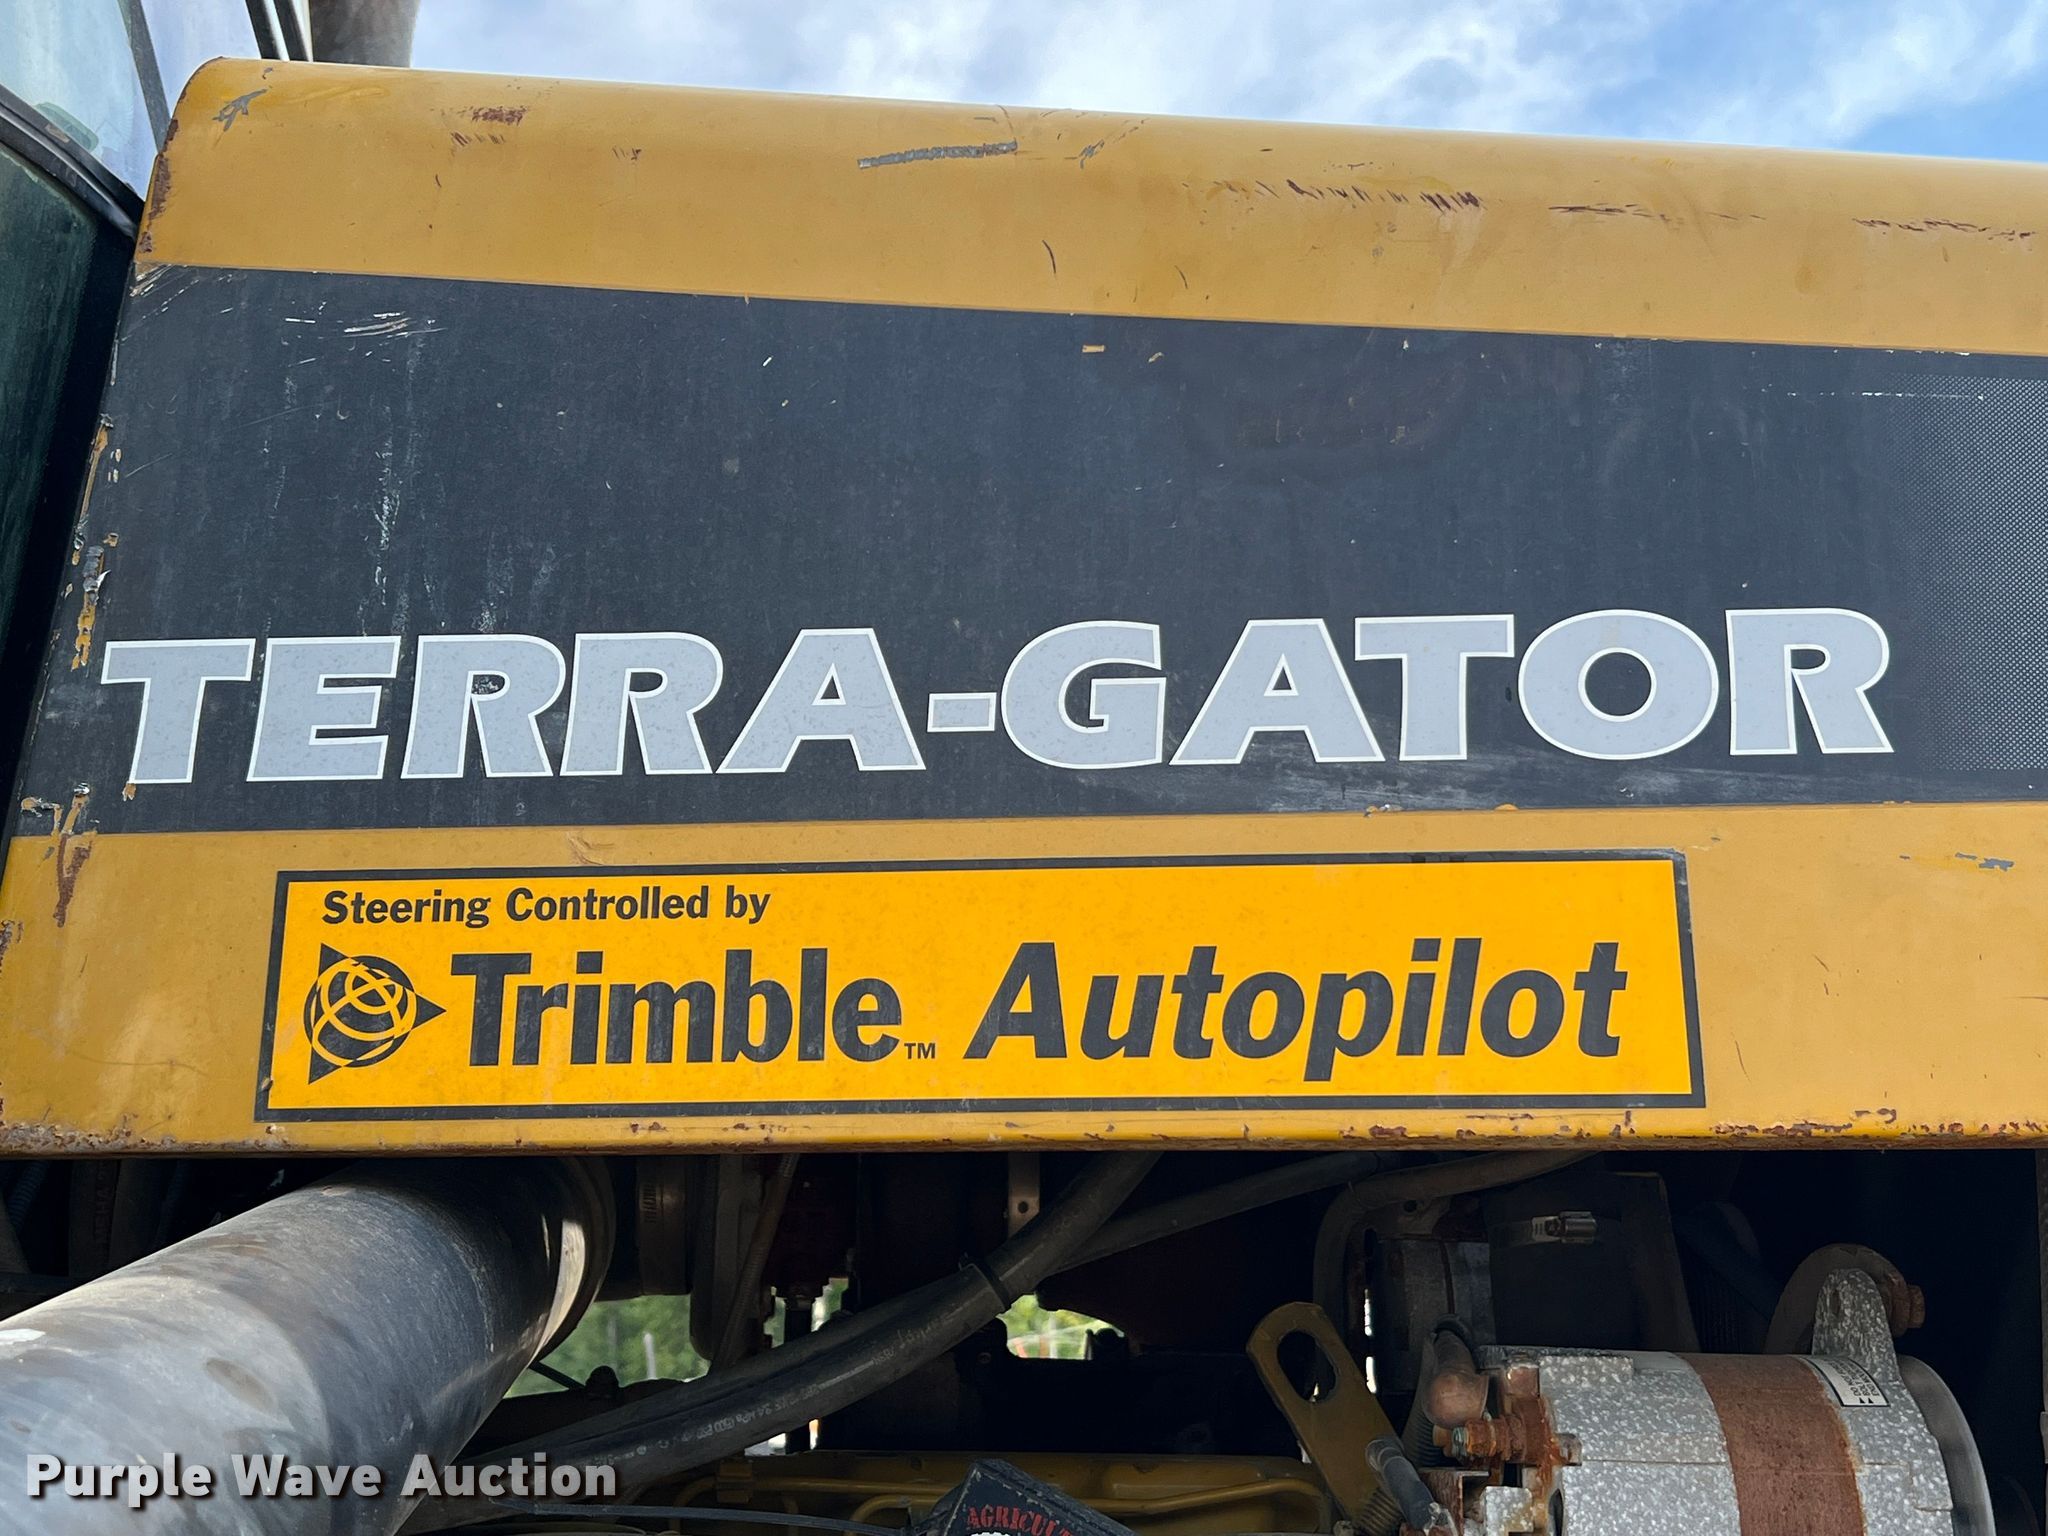 TERRA-GATOR
Steering Controlled by
Trimble™ Autopilot
Purple Wave Auction